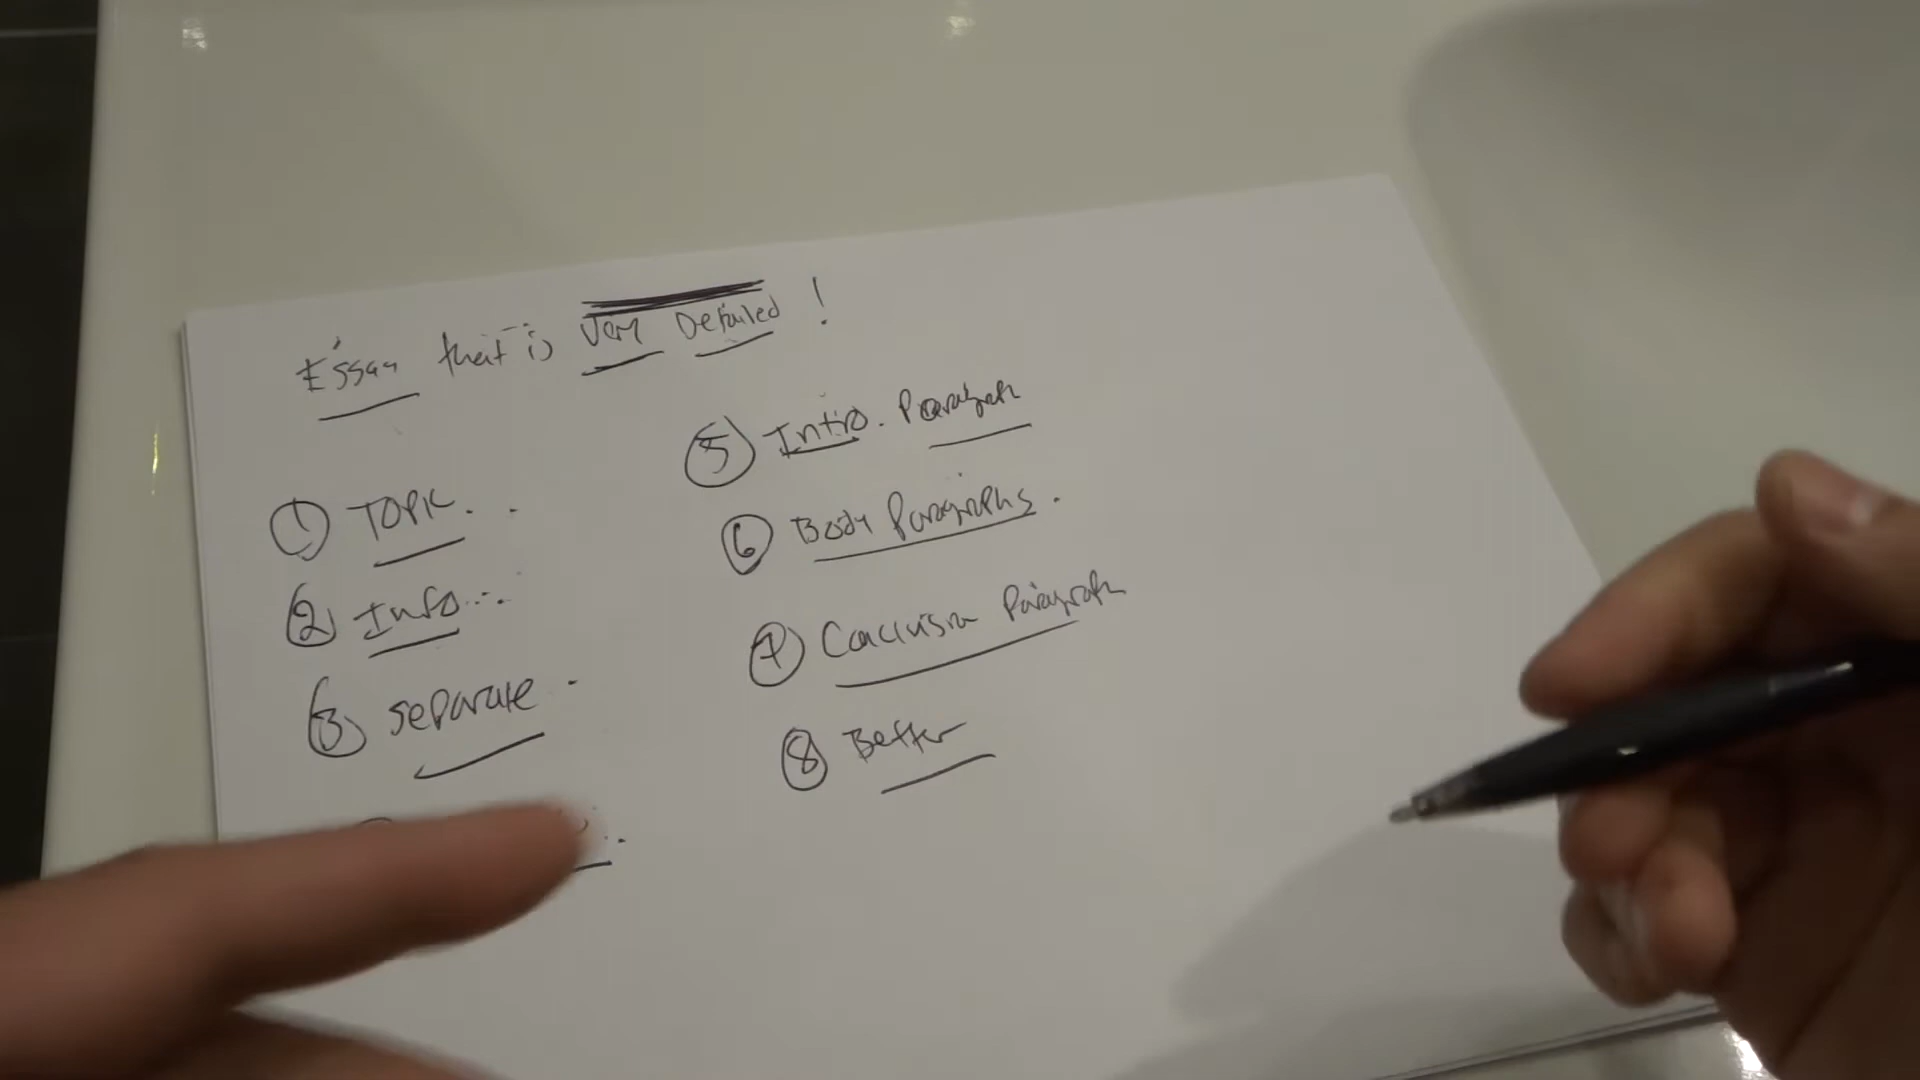 Essay that is Very Detailed !
① Topic.
② Info...
③ separate.
⑤ Intro. Paragraph
⑥ Body Paragraphs.
⑦ Conclusion Paragraph
⑧ Better